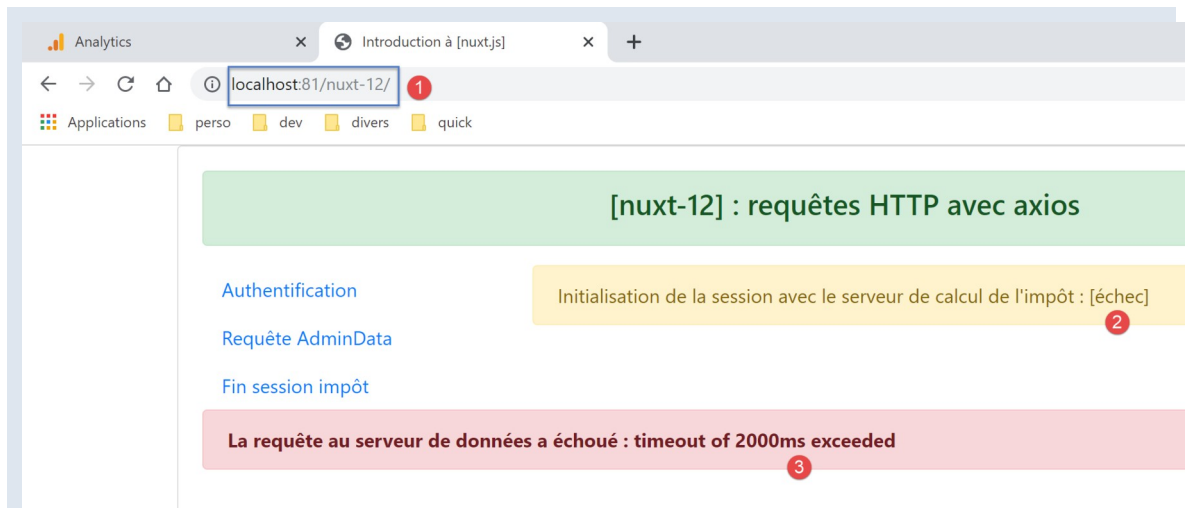 Analytics
Introduction à [nuxt.js]
localhost:81/nuxt-12/
1
Applications
perso
dev
divers
quick
[nuxt-12] : requêtes HTTP avec axios
Authentification
Initialisation de la session avec le serveur de calcul de l'impôt : [échec]
2
Requête AdminData
Fin session impôt
La requête au serveur de données a échoué : timeout of 2000ms exceeded
3